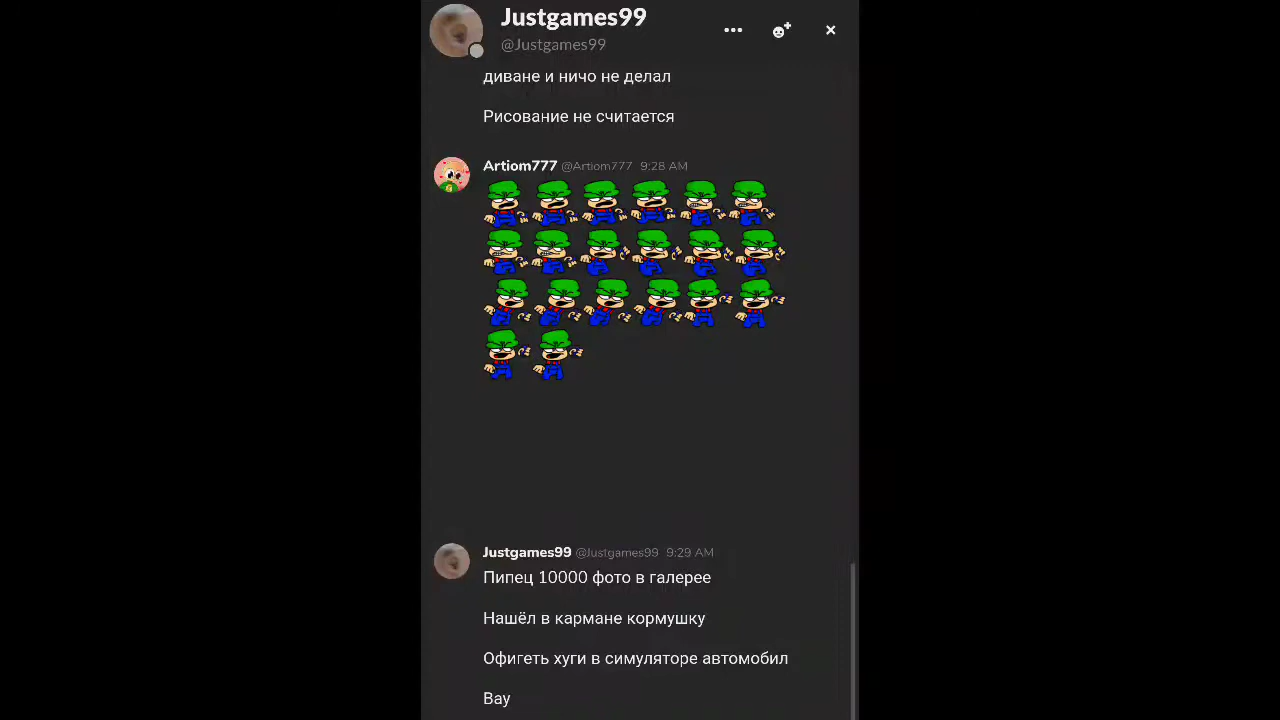 Justgames99
@Justgames99
диване и ничо не делал
Рисование не считается
Artiom777 @Artiom777 9:28 AM
Justgames99 @Justgames99 9:29 AM
Пипец 10000 фото в галерее
Нашёл в кармане кормушку
Офигеть хуги в симуляторе автомобил
Вау